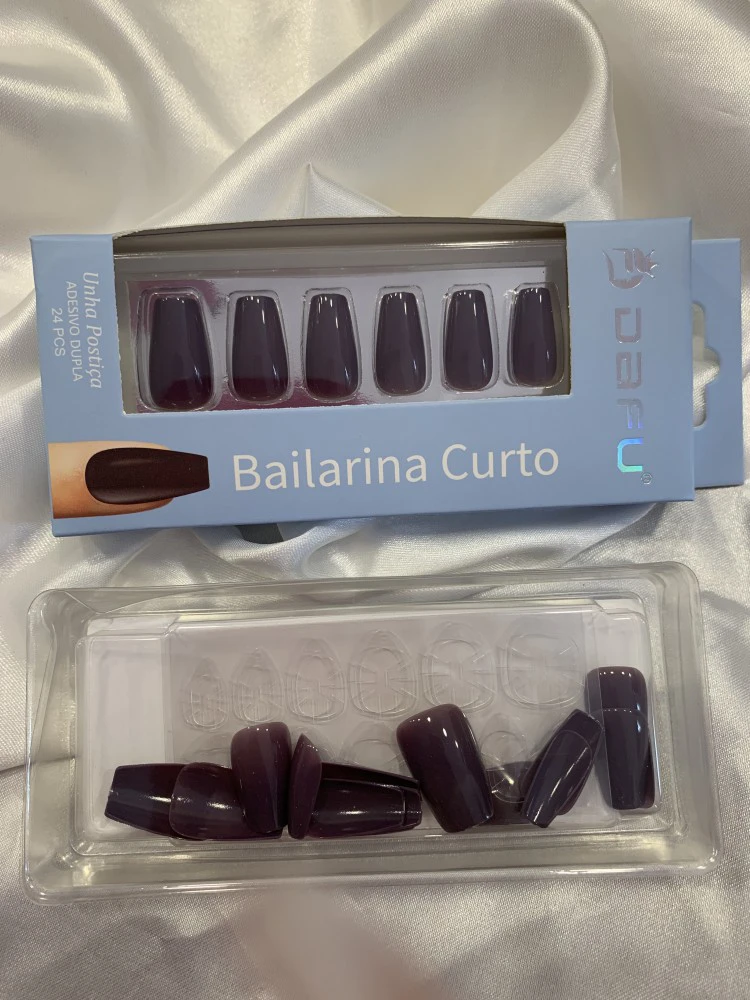 Unha Postiça
ADESIVO DUPLA
24 PCS
DaFU®
Bailarina Curto